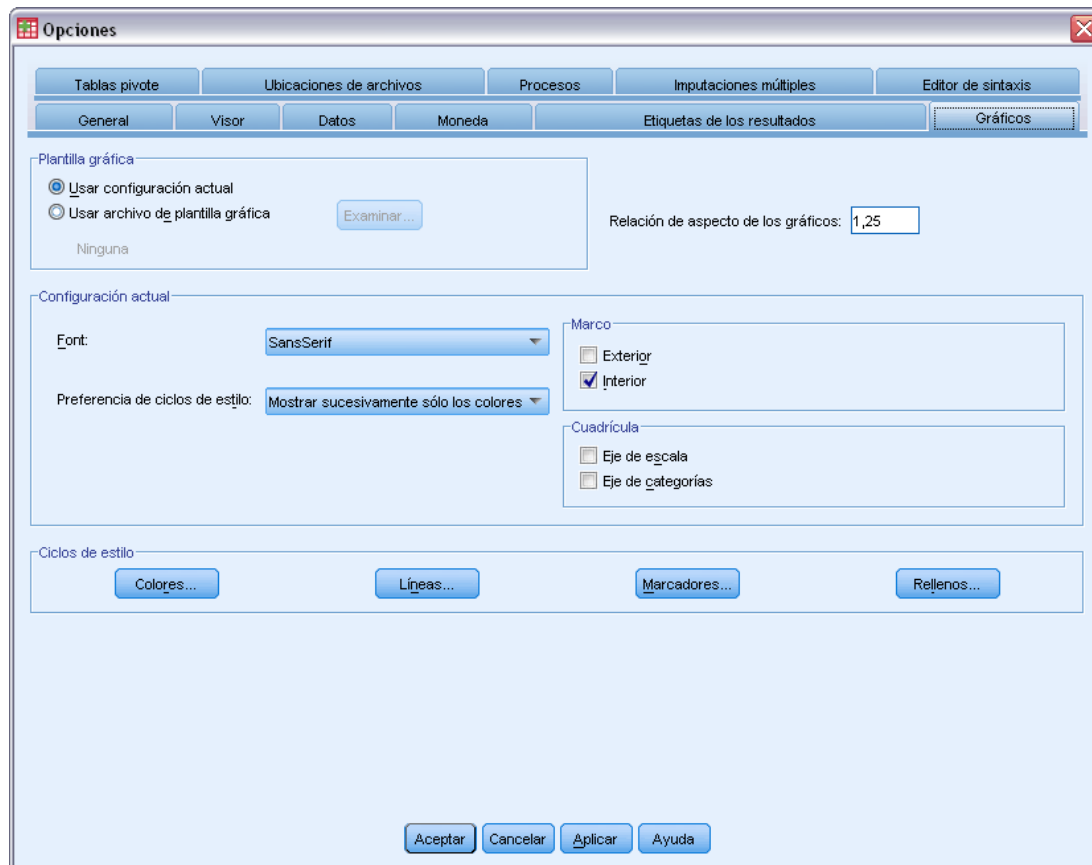 Opciones
Tablas pivote Ubicaciones de archivos Procesos Imputaciones múltiples Editor de sintaxis
General Visor Datos Moneda Etiquetas de los resultados Gráficos
Plantilla gráfica
Usar configuración actual
Usar archivo de plantilla gráfica Examinar...
Ninguna
Relación de aspecto de los gráficos: 1,25
Configuración actual
Font: SansSerif
Preferencia de ciclos de estilo: Mostrar sucesivamente sólo los colores
Marco
Exterior
Interior
Cuadrícula
Eje de escala
Eje de categorías
Ciclos de estilo
Colores... Líneas... Marcadores... Rellenos...
Aceptar Cancelar Aplicar Ayuda